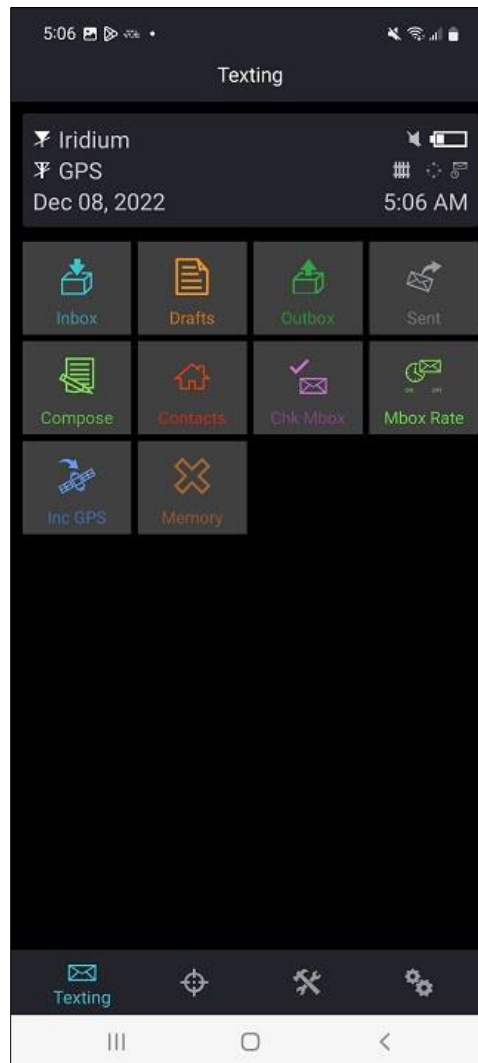 5:06
Texting
Iridium
GPS
Dec 08, 2022 5:06 AM
Inbox Drafts Outbox Sent
Compose Contacts Chk Mbox Mbox Rate
Inc GPS Memory
Texting